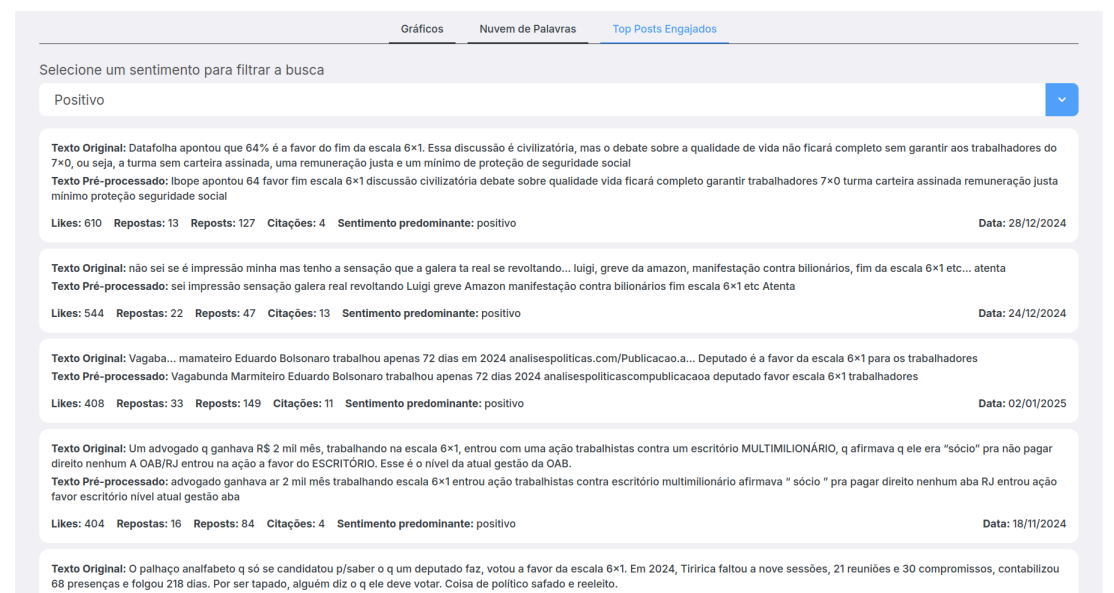 Gráficos Nuvem de Palavras Top Posts Engajados
Selecione um sentimento para filtrar a busca
Positivo
Texto Original: Datafolha apontou que 64% é a favor do fim da escala 6×1. Essa discussão é civilizatória, mas o debate sobre a qualidade de vida não ficará completo sem garantir aos trabalhadores do
7×0, ou seja, a turma sem carteira assinada, uma remuneração justa e um mínimo de proteção de seguridade social
Texto Pré-processado: Ibope apontou 64 favor fim escala 6×1 discussão civilizatória debate sobre qualidade vida ficará completo garantir trabalhadores 7×0 turma carteira assinada remuneração justa
mínimo proteção seguridade social
Likes: 610 Repostas: 13 Reposts: 127 Citações: 4 Sentimento predominante: positivo Data: 28/12/2024
Texto Original: não sei se é impressão minha mas tenho a sensação que a galera ta real se revoltando... luigi, greve da amazon, manifestação contra bilionários, fim da escala 6×1 etc... atenta
Texto Pré-processado: sei impressão sensação galera real revoltando Luigi greve Amazon manifestação contra bilionários fim escala 6×1 etc Atenta
Likes: 544 Repostas: 22 Reposts: 47 Citações: 13 Sentimento predominante: positivo Data: 24/12/2024
Texto Original: Vagaba... mamateiro Eduardo Bolsonaro trabalhou apenas 72 dias em 2024 analisespoliticas.com/Publicacao.a... Deputado é a favor da escala 6×1 para os trabalhadores
Texto Pré-processado: Vagabunda Marmiteiro Eduardo Bolsonaro trabalhou apenas 72 dias 2024 analisespoliticascompublicacaoa deputado favor escala 6×1 trabalhadores
Likes: 408 Repostas: 33 Reposts: 149 Citações: 11 Sentimento predominante: positivo Data: 02/01/2025
Texto Original: Um advogado q ganhava R$ 2 mil mês, trabalhando na escala 6×1, entrou com uma ação trabalhistas contra um escritório MULTIMILIONÁRIO, q afirmava q ele era “sócio” pra não pagar
direito nenhum A OAB/RJ entrou na ação a favor do ESCRITÓRIO. Esse é o nível da atual gestão da OAB.
Texto Pré-processado: advogado ganhava ar 2 mil mês trabalhando escala 6×1 entrou ação trabalhistas contra escritório multimilionário afirmava “ sócio ” pra pagar direito nenhum aba RJ entrou ação
favor escritório nível atual gestão aba
Likes: 404 Repostas: 16 Reposts: 84 Citações: 4 Sentimento predominante: positivo Data: 18/11/2024
Texto Original: O palhaço analfabeto q só se candidatou p/saber o q um deputado faz, votou a favor da escala 6×1. Em 2024, Tiririca faltou a nove sessões, 21 reuniões e 30 compromissos, contabilizou
68 presenças e folgou 218 dias. Por ser tapado, alguém diz o q ele deve votar. Coisa de político safado e reeleito.